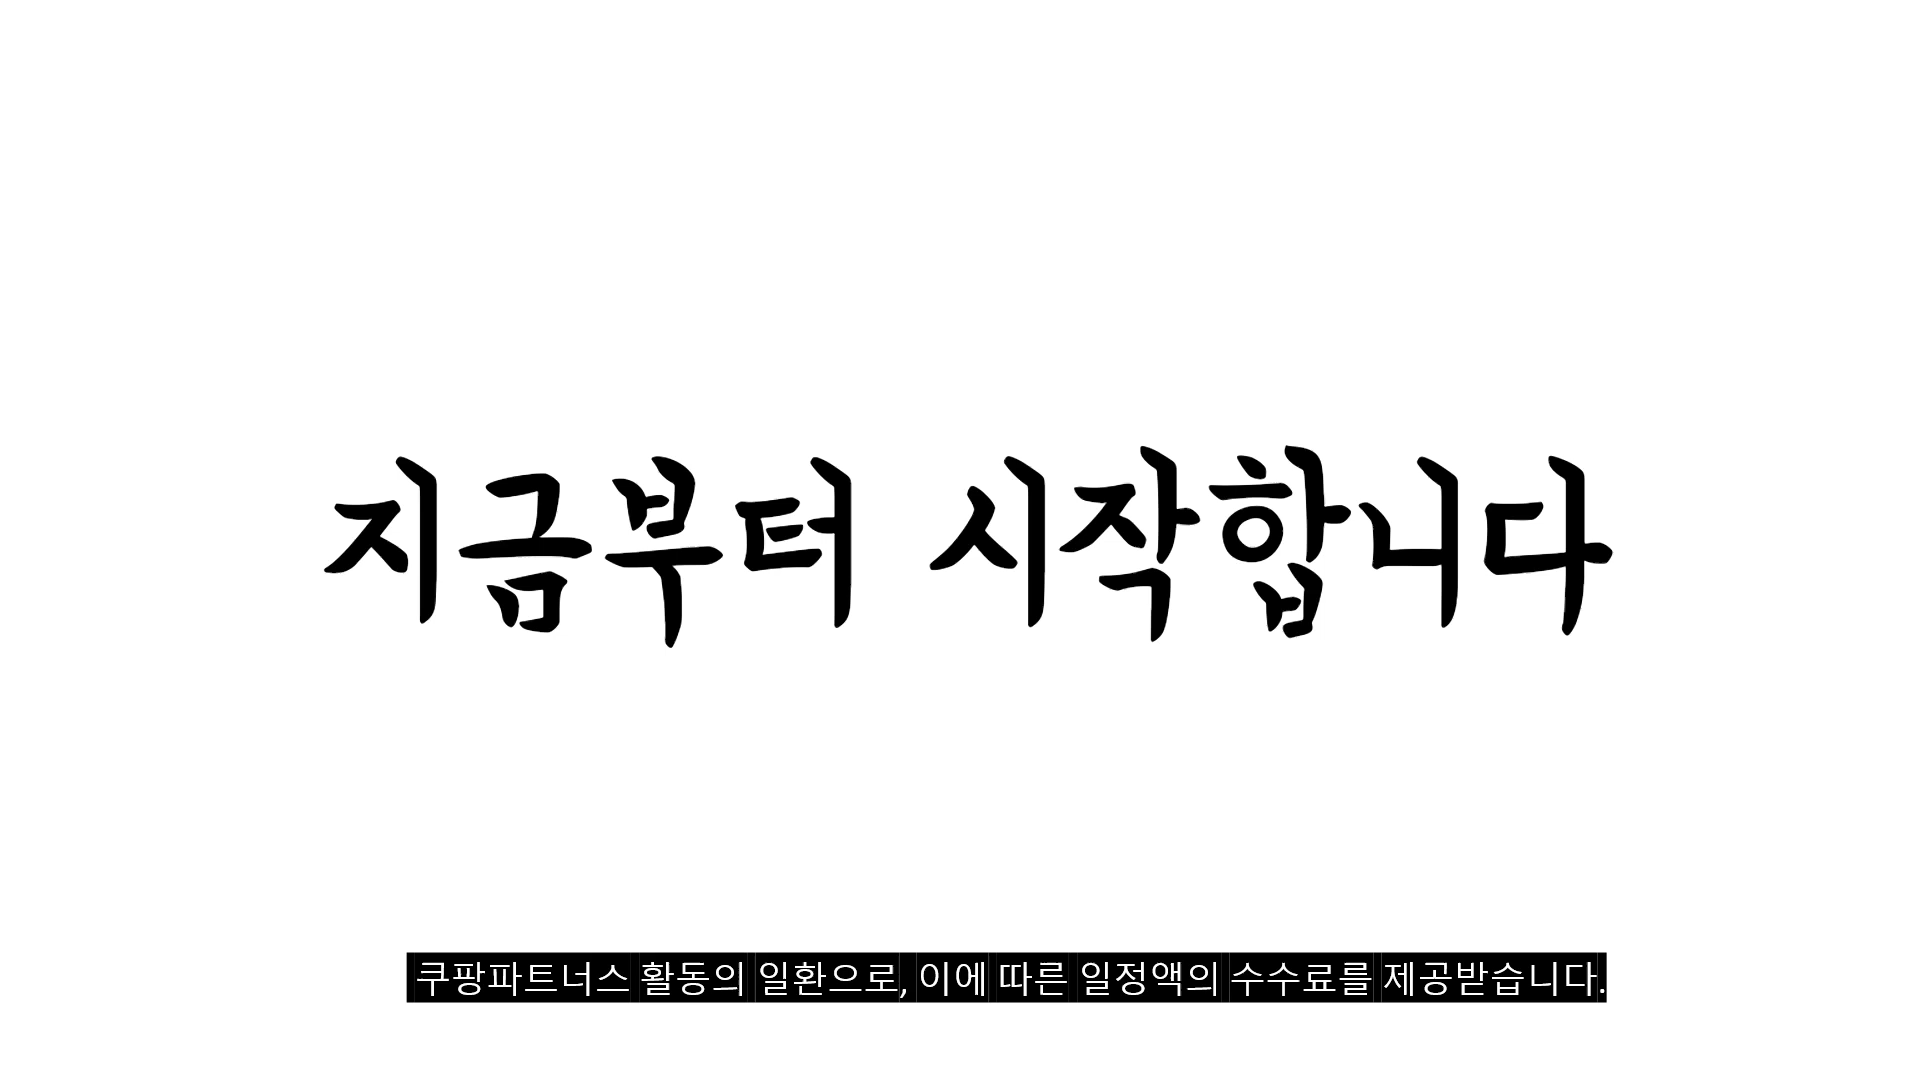 지금부터 시작합니다
쿠팡파트너스 활동의 일환으로, 이에 따른 일정액의 수수료를 제공받습니다.